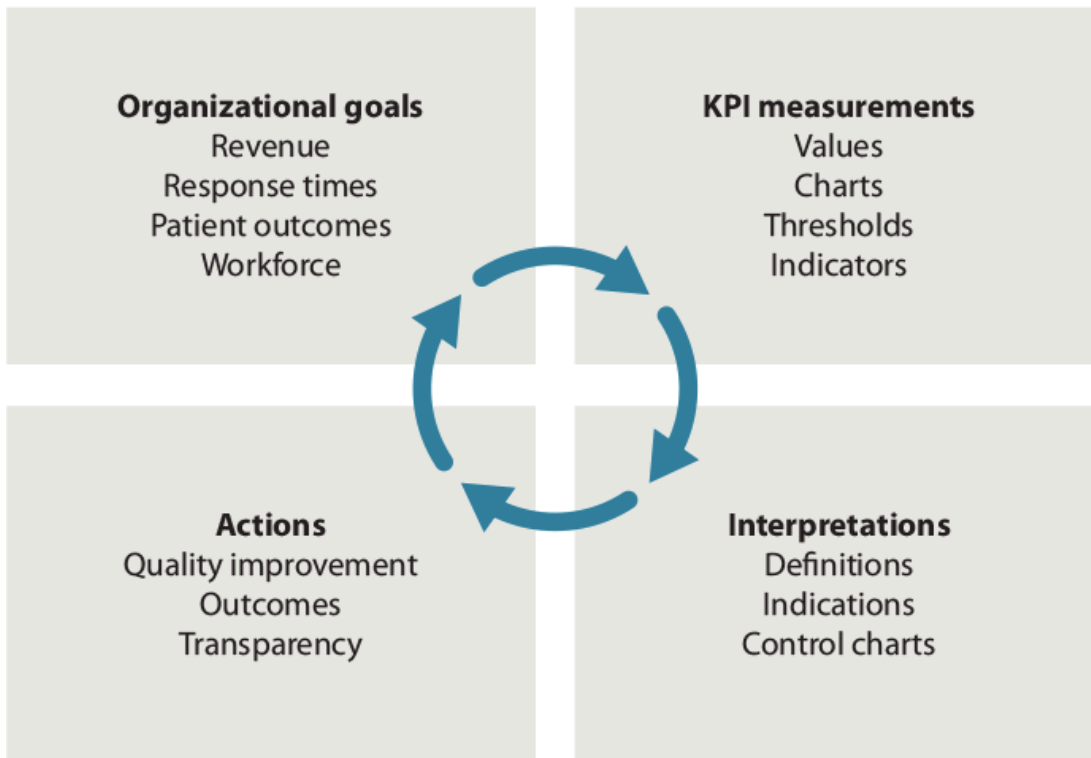 Organizational goals
Revenue
Response times
Patient outcomes
Workforce
KPI measurements
Values
Charts
Thresholds
Indicators
Actions
Quality improvement
Outcomes
Transparency
Interpretations
Definitions
Indications
Control charts